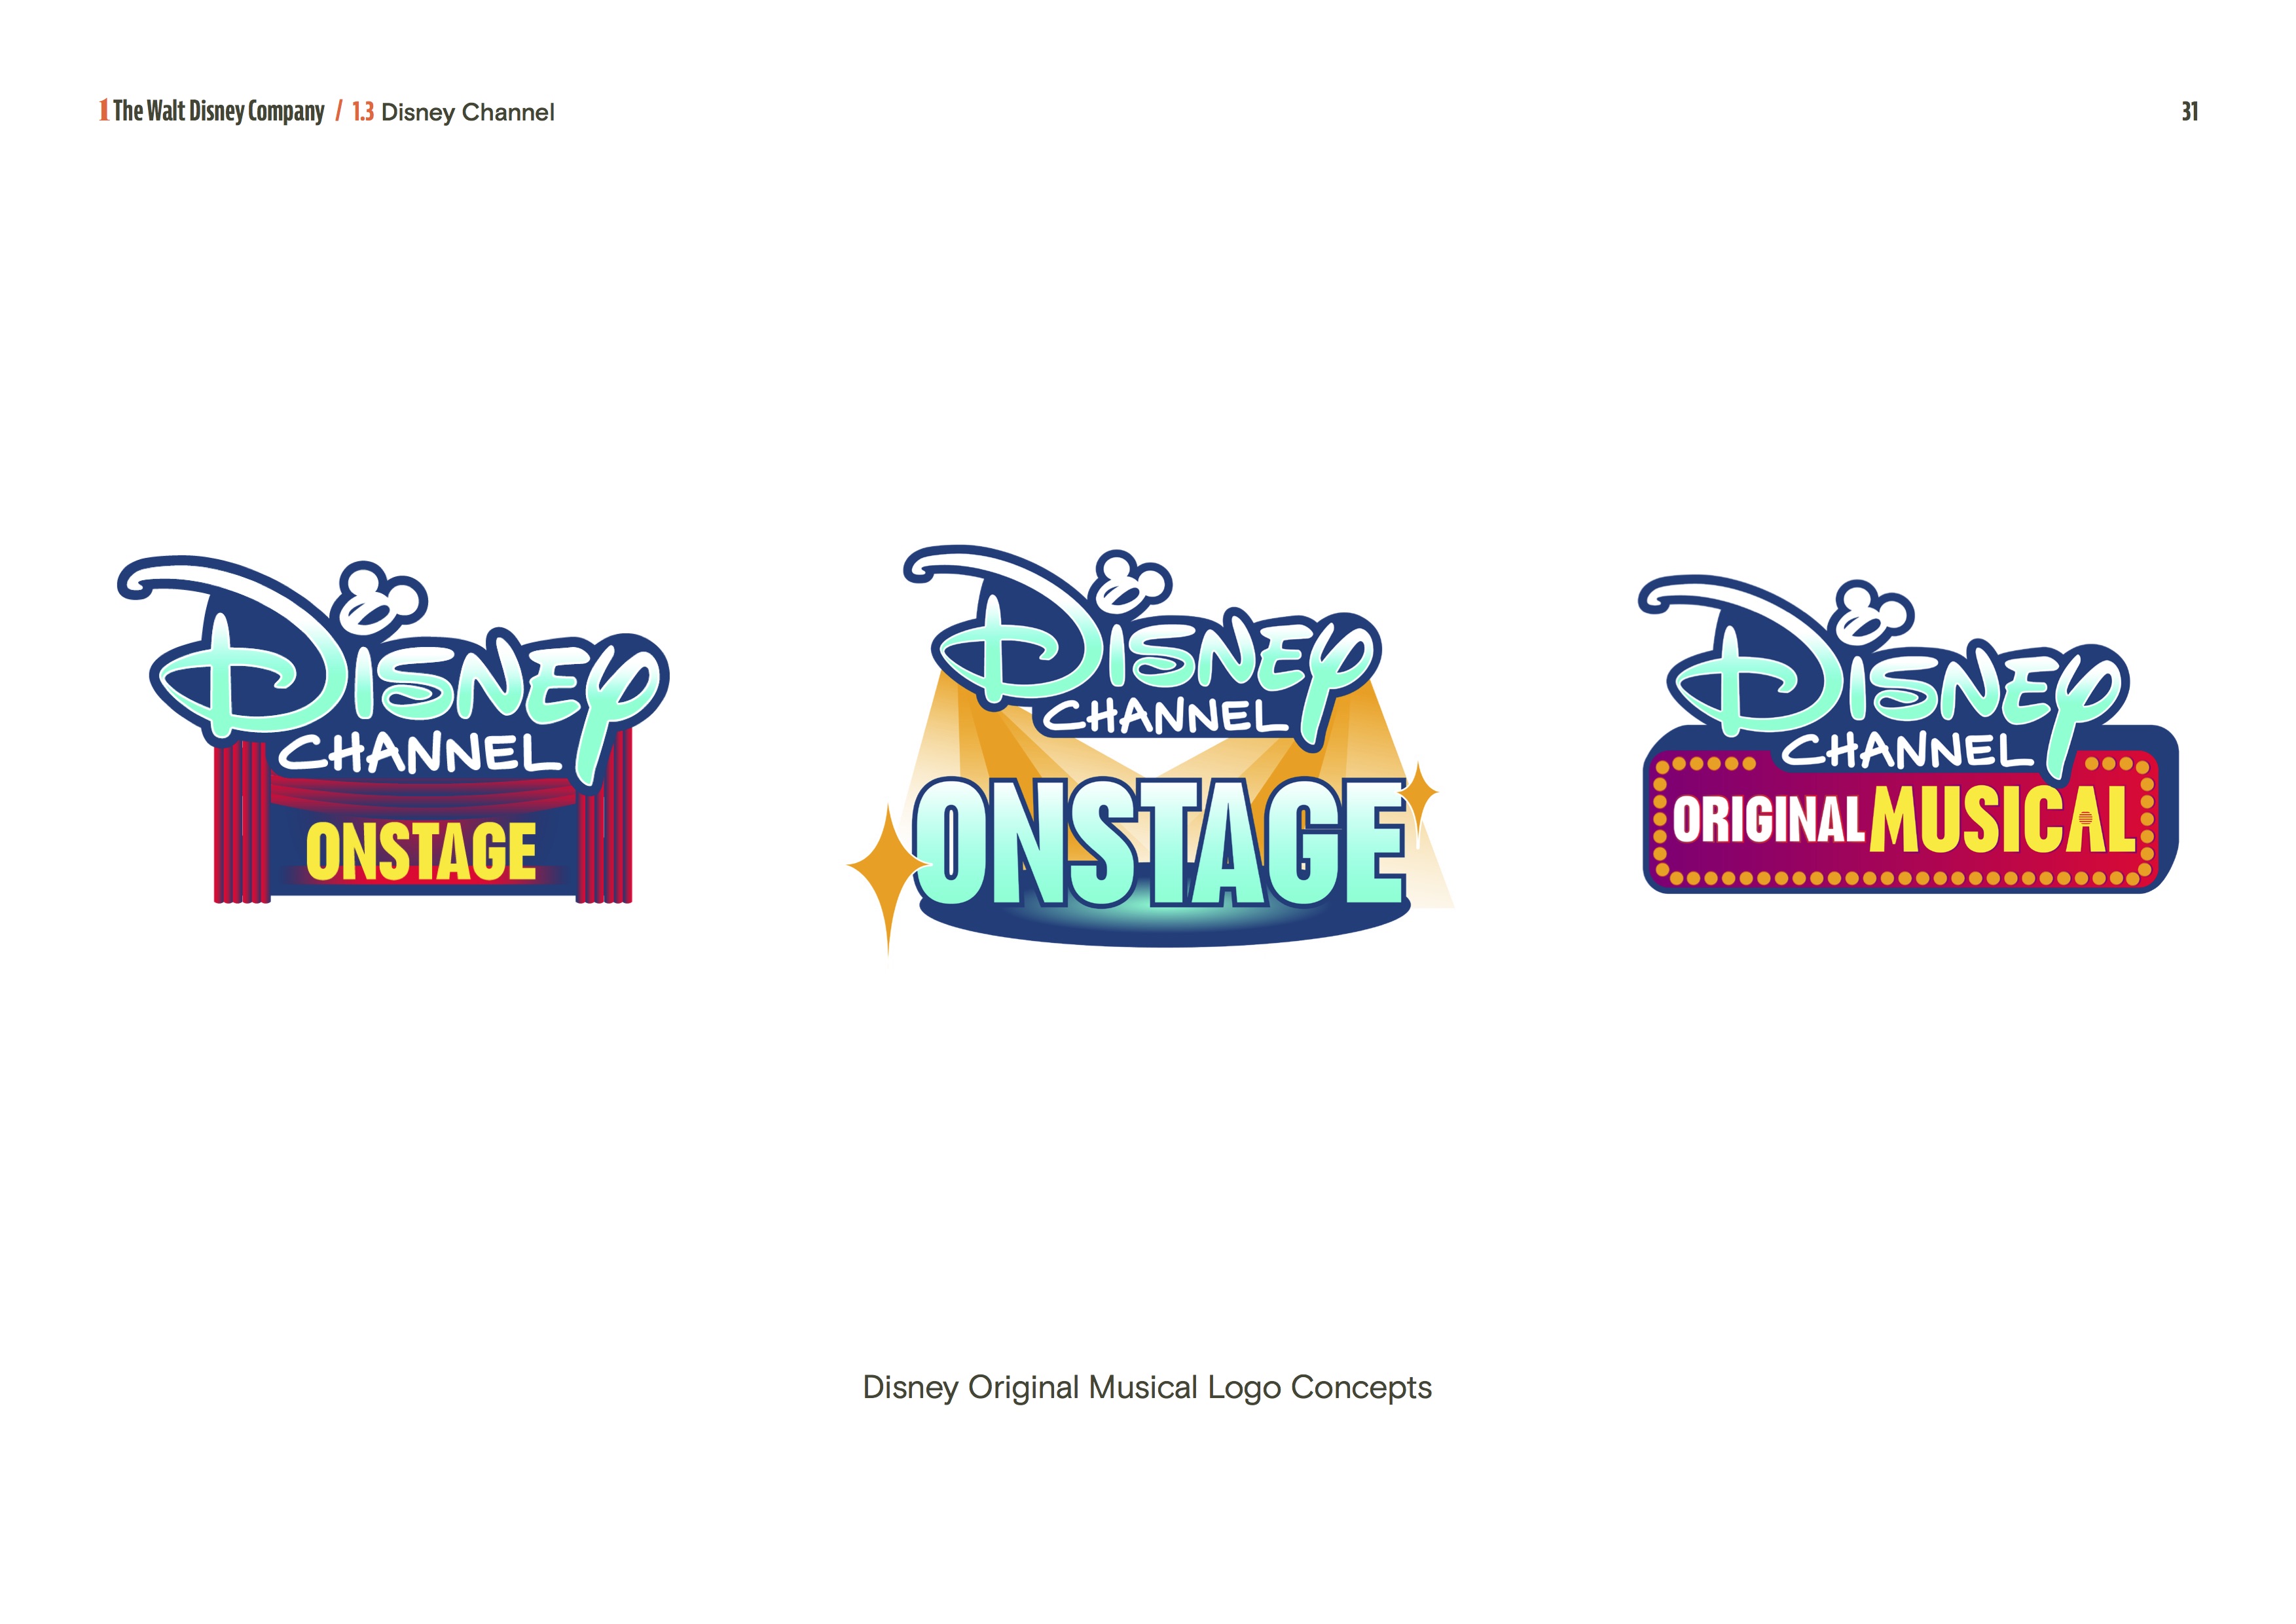 1 The Walt Disney Company / 1.3 Disney Channel
31
Disney
CHANNEL
ONSTAGE
Disney
CHANNEL
ONSTAGE
Disney
CHANNEL
ORIGINAL MUSICAL
Disney Original Musical Logo Concepts